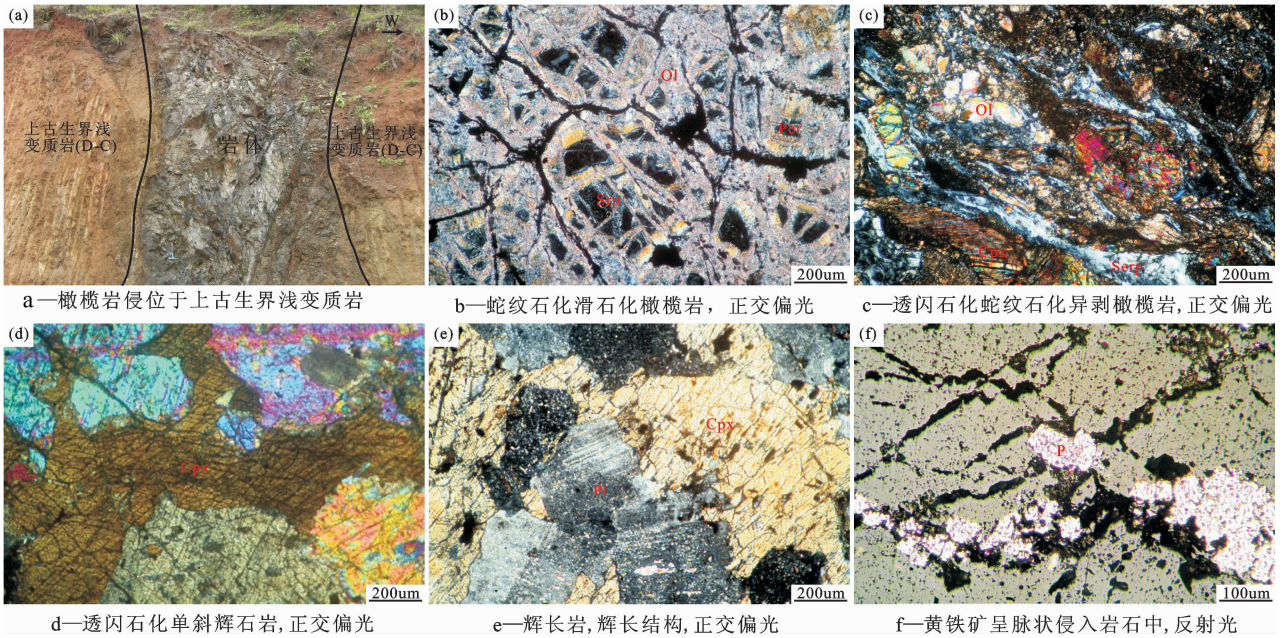 (a)
W
上古生界浅
变质岩(D-C)
岩体
上古生界浅
变质岩(D-C)
a—橄榄岩侵位于上古生界浅变质岩
(b)
Ol
Per
Srp
200um
b—蛇纹石化滑石化橄榄岩，正交偏光
(c)
Ol
Cpx
Serp
200um
c—透闪石化蛇纹石化异剥橄榄岩,正交偏光
(d)
Cpx
200um
d—透闪石化单斜辉石岩,正交偏光
(e)
Cpx
Pl
200um
e—辉长岩,辉长结构,正交偏光
(f)
P
100um
f—黄铁矿呈脉状侵入岩石中,反射光